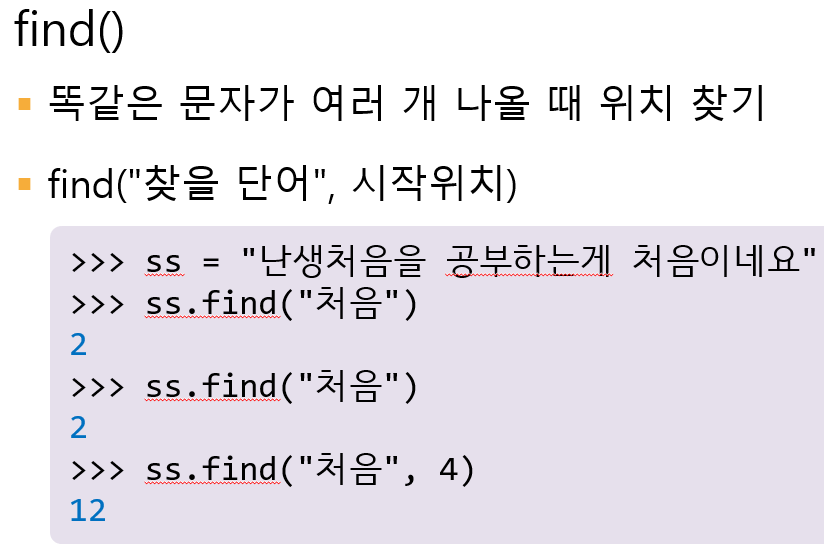 find()
▪ 똑같은 문자가 여러 개 나올 때 위치 찾기
▪ find("찾을 단어", 시작위치)
>>> ss = "난생처음을 공부하는게 처음이네요"
>>> ss.find("처음")
2
>>> ss.find("처음")
2
>>> ss.find("처음", 4)
12